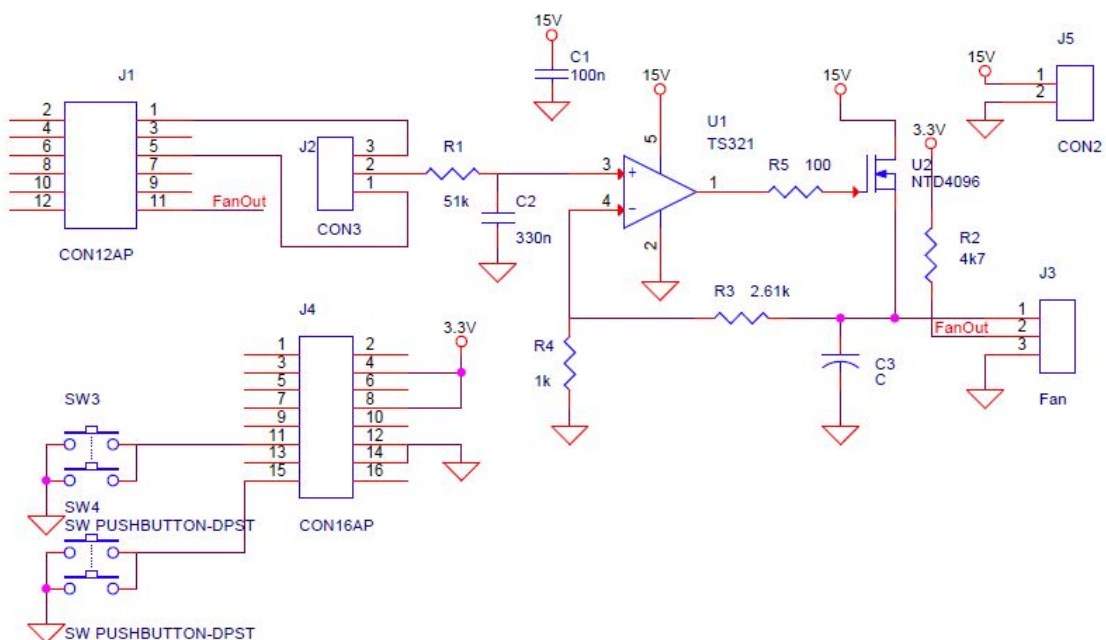 15V
C1
100n
J1
2
4
6
8
10
12
1
3
5
7
9
11
FanOut
CON12AP
J2
3
2
1
CON3
R1
51k
C2
330n
15V
5
U1
TS321
3
4
+
−
1
2
R5 100
15V
U2
NTD4096
3.3V
R2
4k7
15V
J5
1
2
CON2
R3 2.61k
R4
1k
C3
C
FanOut
J3
1
2
3
Fan
J4
3.3V
1
3
5
7
9
11
13
15
2
4
6
8
10
12
14
16
CON16AP
SW3
SW4
SW PUSHBUTTON-DPST
SW PUSHBUTTON-DPST